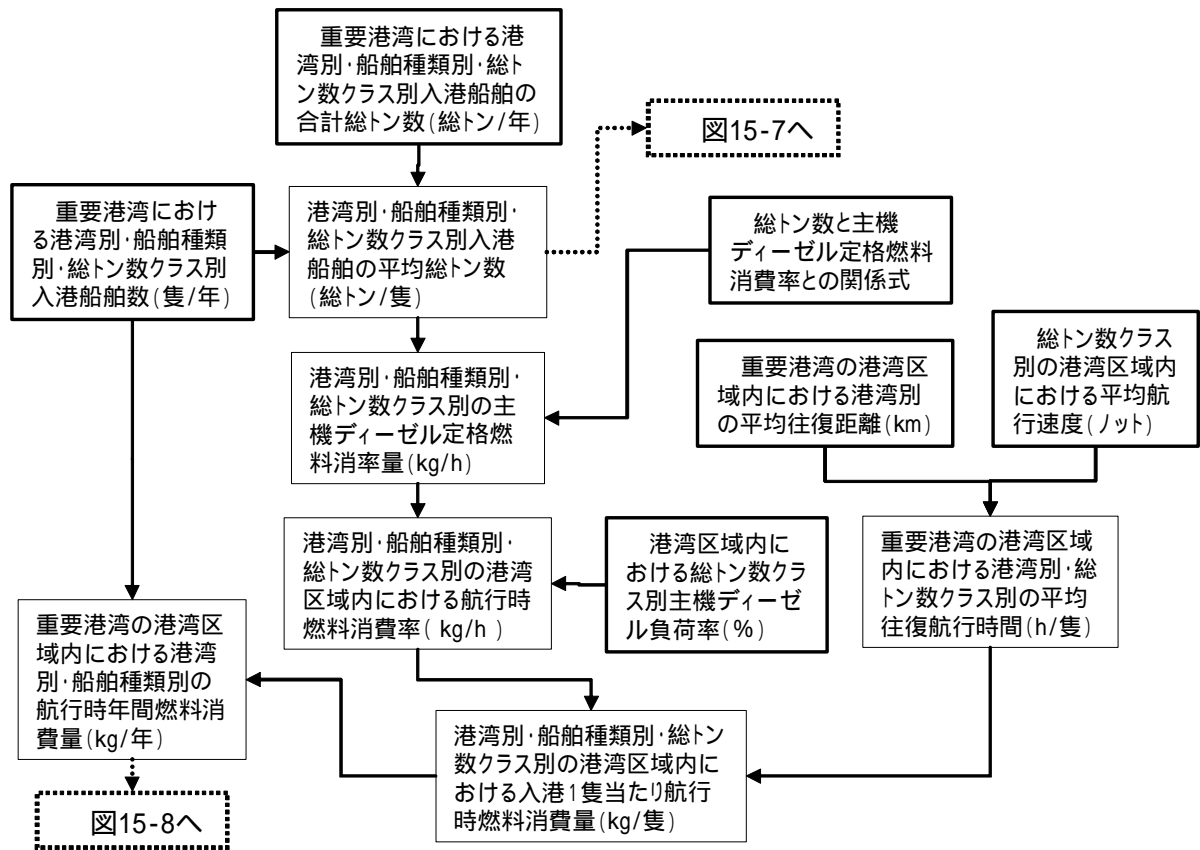 重要港湾における港
湾別・船舶種類別・総ト
ン数クラス別入港船舶の
合計総トン数(総トン/年)
図15-7へ
重要港湾におけ
る港湾別・船舶種類
別・総トン数クラス別
入港船舶数(隻/年)
港湾別・船舶種類別・
総トン数クラス別入港
船舶の平均総トン数
(総トン/隻)
総トン数と主機
ディーゼル定格燃料
消費率との関係式
港湾別・船舶種類別・
総トン数クラス別の主
機ディーゼル定格燃
料消率量(kg/h)
重要港湾の港湾区
域内における港湾別
の平均往復距離(km)
総トン数クラス
別の港湾区域内
における平均航
行速度(ノット)
港湾別・船舶種類別・
総トン数クラス別の港湾
区域内における航行時
燃料消費率( kg/h )
港湾区域内に
おける総トン数クラ
ス別主機ディーゼ
ル負荷率(%)
重要港湾の港湾区域
内における港湾別・総
トン数クラス別の平均
往復航行時間(h/隻)
重要港湾の港湾区
域内における港湾
別・船舶種類別の
航行時年間燃料消
費量(kg/年)
港湾別・船舶種類別・総トン
数クラス別の港湾区域内に
おける入港1隻当たり航行
時燃料消費量(kg/隻)
図15-8へ